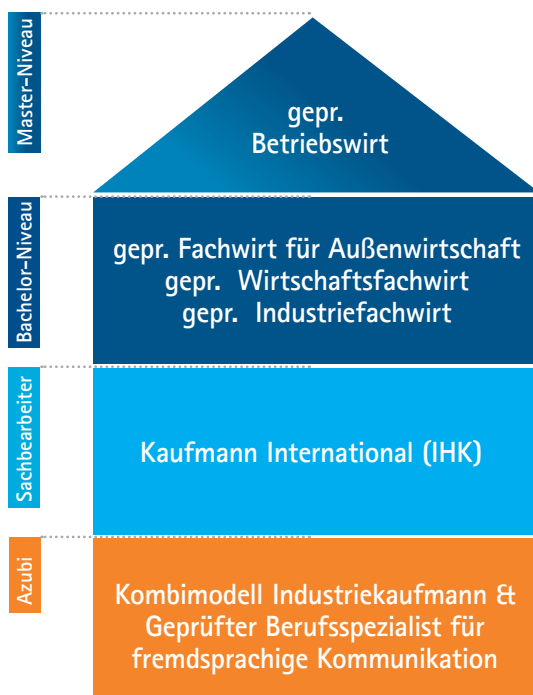 Master-Niveau
gepr.
Betriebswirt
Bachelor-Niveau
gepr. Fachwirt für Außenwirtschaft
gepr. Wirtschaftsfachwirt
gepr. Industriefachwirt
Sachbearbeiter
Kaufmann International (IHK)
Azubi
Kombimodell Industriekaufmann &
Geprüfter Berufsspezialist für
fremdsprachige Kommunikation